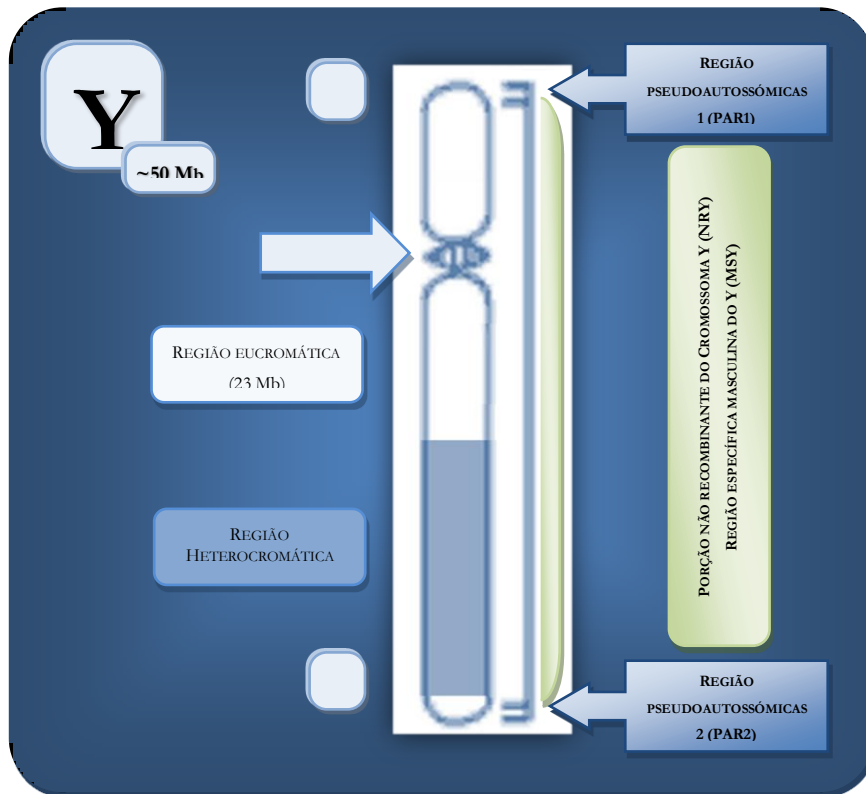 Y
~50 Mb
REGIÃO
PSEUDOAUTOSSÓMICAS
1 (PAR1)
REGIÃO EUCROMÁTICA
(23 Mb)
REGIÃO
HETEROCROMÁTICA
PORÇÃO NÃO RECOMBINANTE DO CROMOSSOMA Y (NRY)
REGIÃO ESPECÍFICA MASCULINA DO Y (MSY)
REGIÃO
PSEUDOAUTOSSÓMICAS
2 (PAR2)